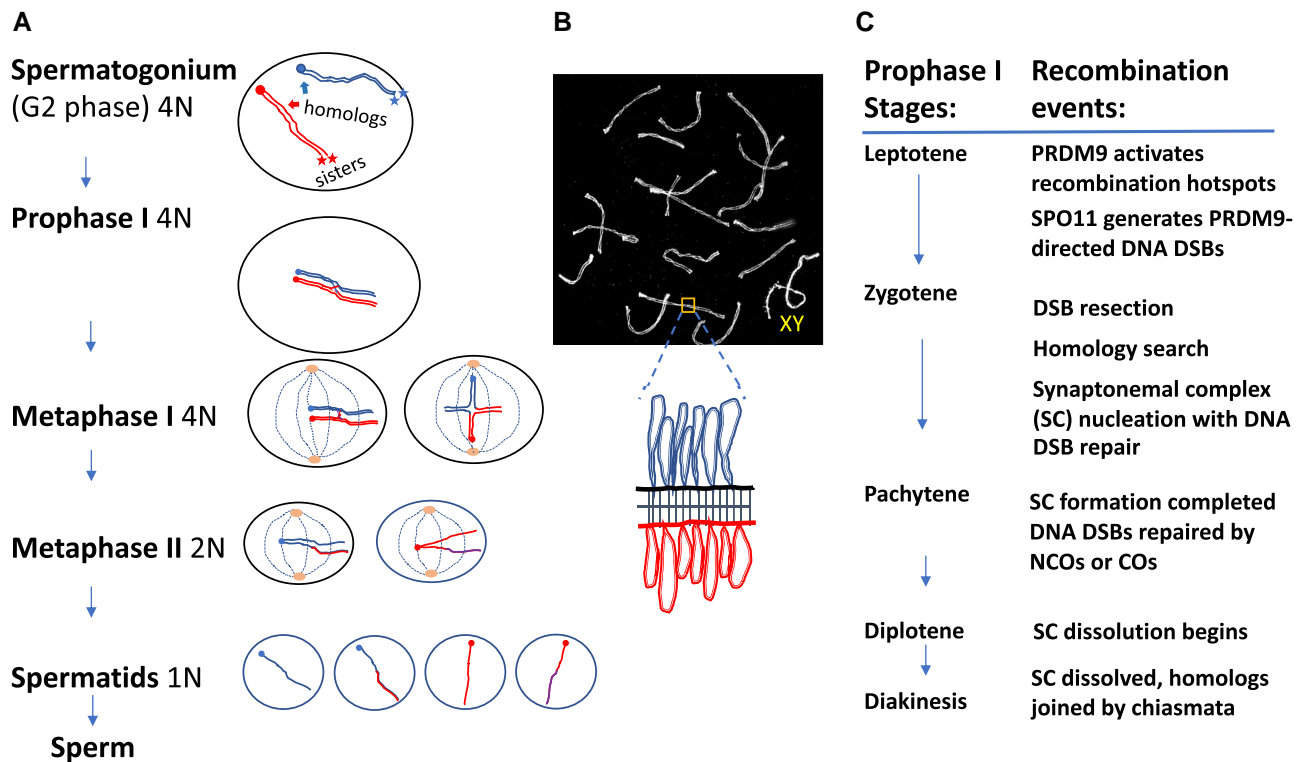 A
Spermatogonium
(G2 phase) 4N
homologs
sisters
Prophase I 4N
Metaphase I 4N
Metaphase II 2N
Spermatids 1N
Sperm
B
XY
C
Prophase I
Stages:
Recombination
events:
Leptotene
PRDM9 activates
recombination hotspots
SPO11 generates PRDM9-
directed DNA DSBs
Zygotene
DSB resection
Homology search
Synaptonemal complex
(SC) nucleation with DNA
DSB repair
Pachytene
SC formation completed
DNA DSBs repaired by
NCOs or COs
Diplotene
SC dissolution begins
Diakinesis
SC dissolved, homologs
joined by chiasmata